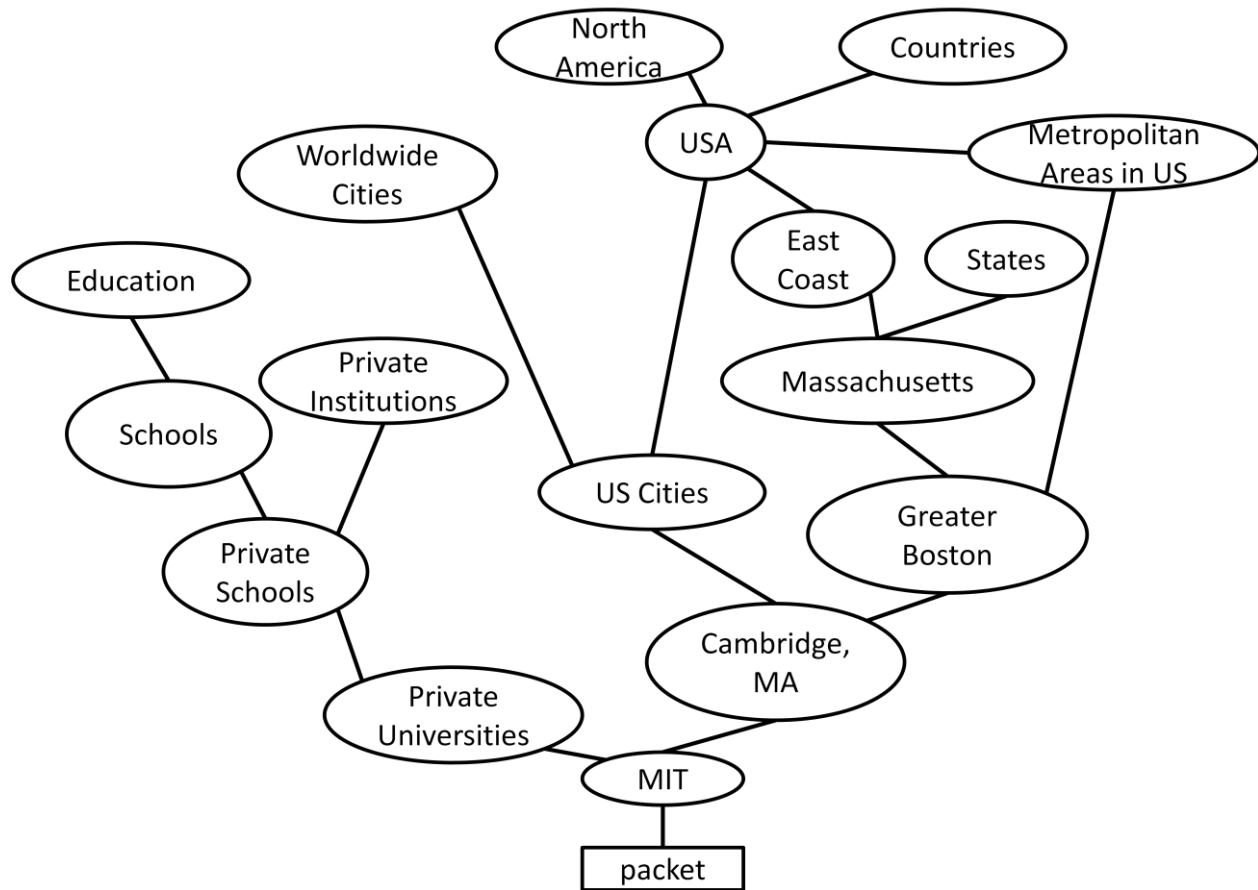 North
America
Countries
USA
Metropolitan
Areas in US
Worldwide
Cities
East
Coast
States
Education
Private
Institutions
Massachusetts
Schools
US Cities
Greater
Boston
Private
Schools
Cambridge,
MA
Private
Universities
MIT
packet